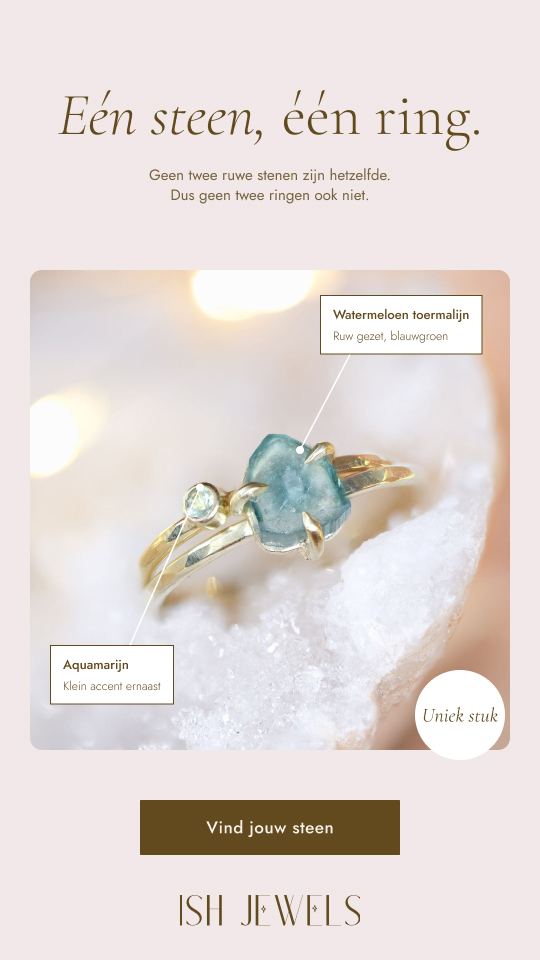 Eén steen, één ring.
Geen twee ruwe stenen zijn hetzelfde.
Dus geen twee ringen ook niet.
Watermeloen toermalijn
Ruw gezet, blauwgroen
Aquamarijn
Klein accent ernaast
Uniek stuk
Vind jouw steen
ISH JEWELS